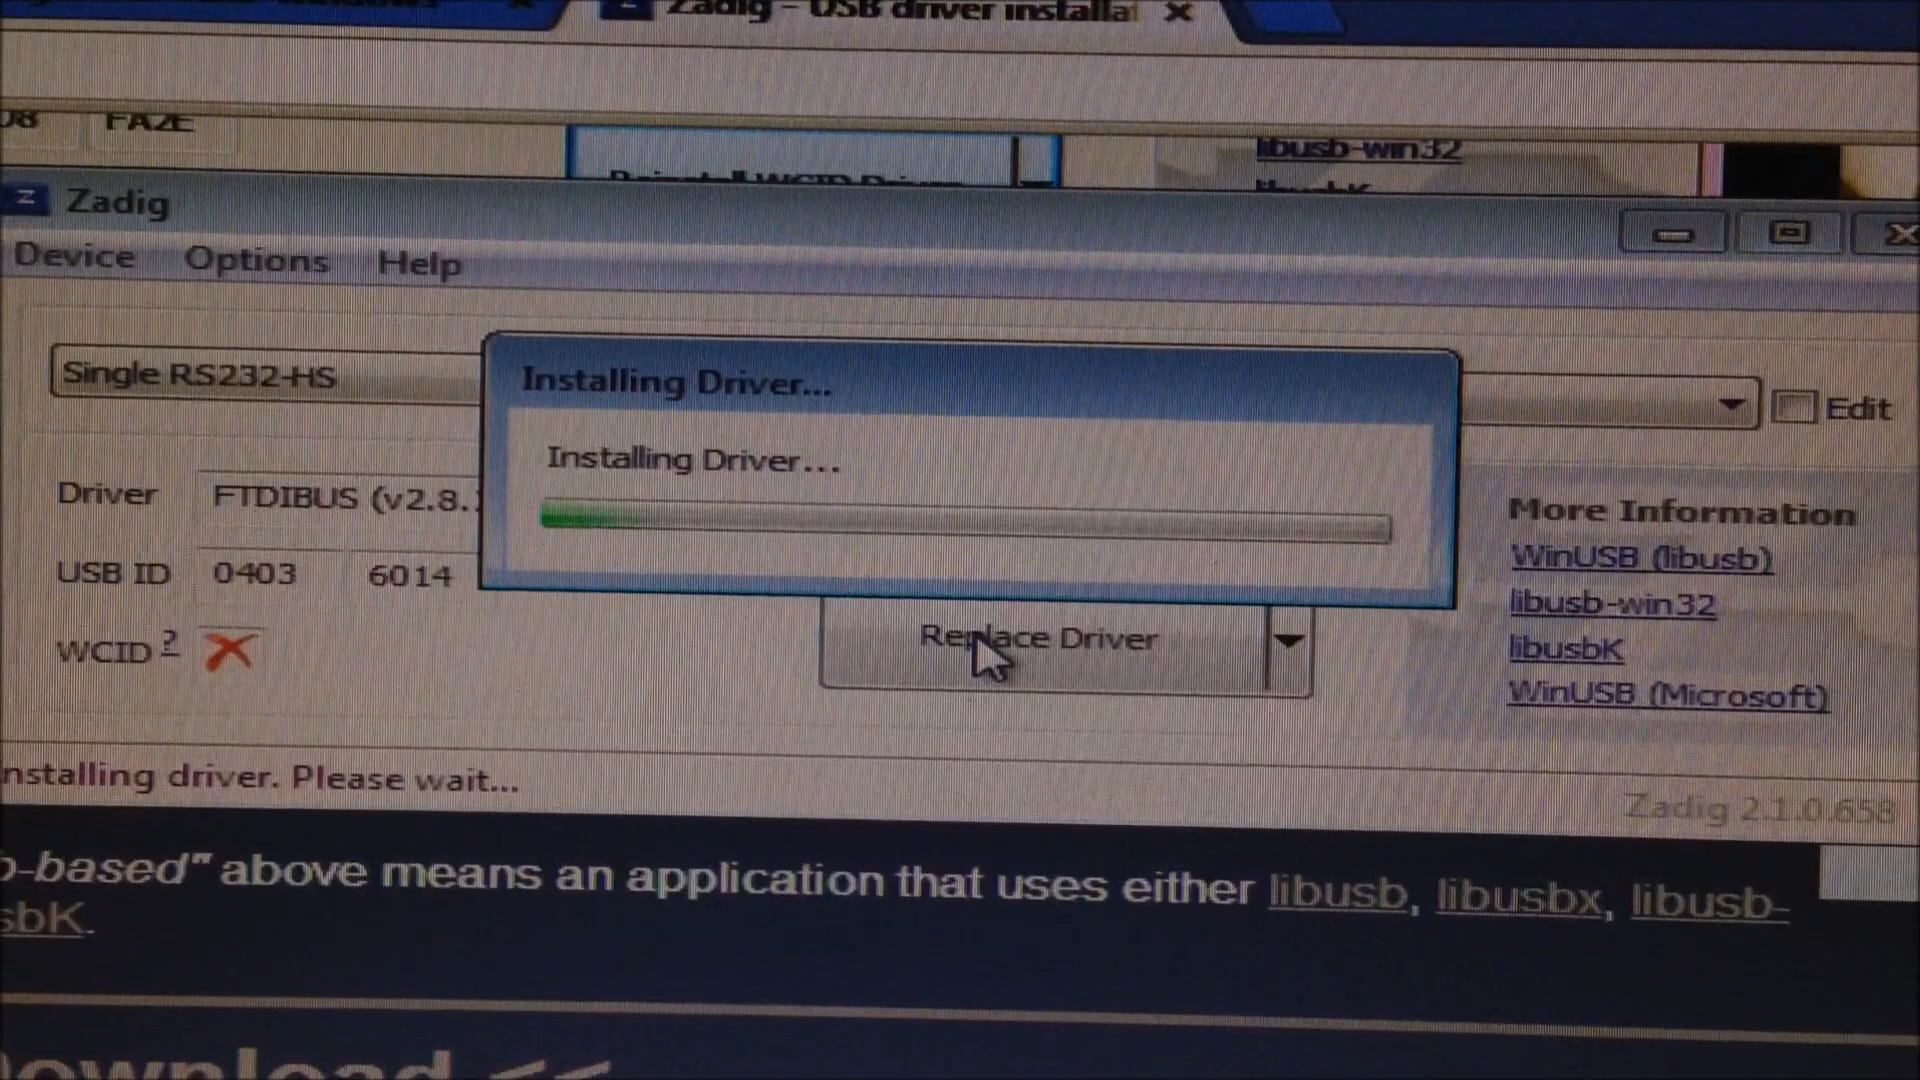 Zadig - USB driver installat
FAZE
libusb-win32
Zadig
Device Options Help
Single RS232-HS
Edit
Installing Driver...
Installing Driver...
Driver FTDIBUS (v2.8.
USB ID 0403 6014
WCID ?
Replace Driver
More Information
WinUSB (libusb)
libusb-win32
libusbK
WinUSB (Microsoft)
nstalling driver. Please wait...
Zadig 2.1.0.658
b-based" above means an application that uses either libusb, libusbx, libusb-
sbK.
ownload <<